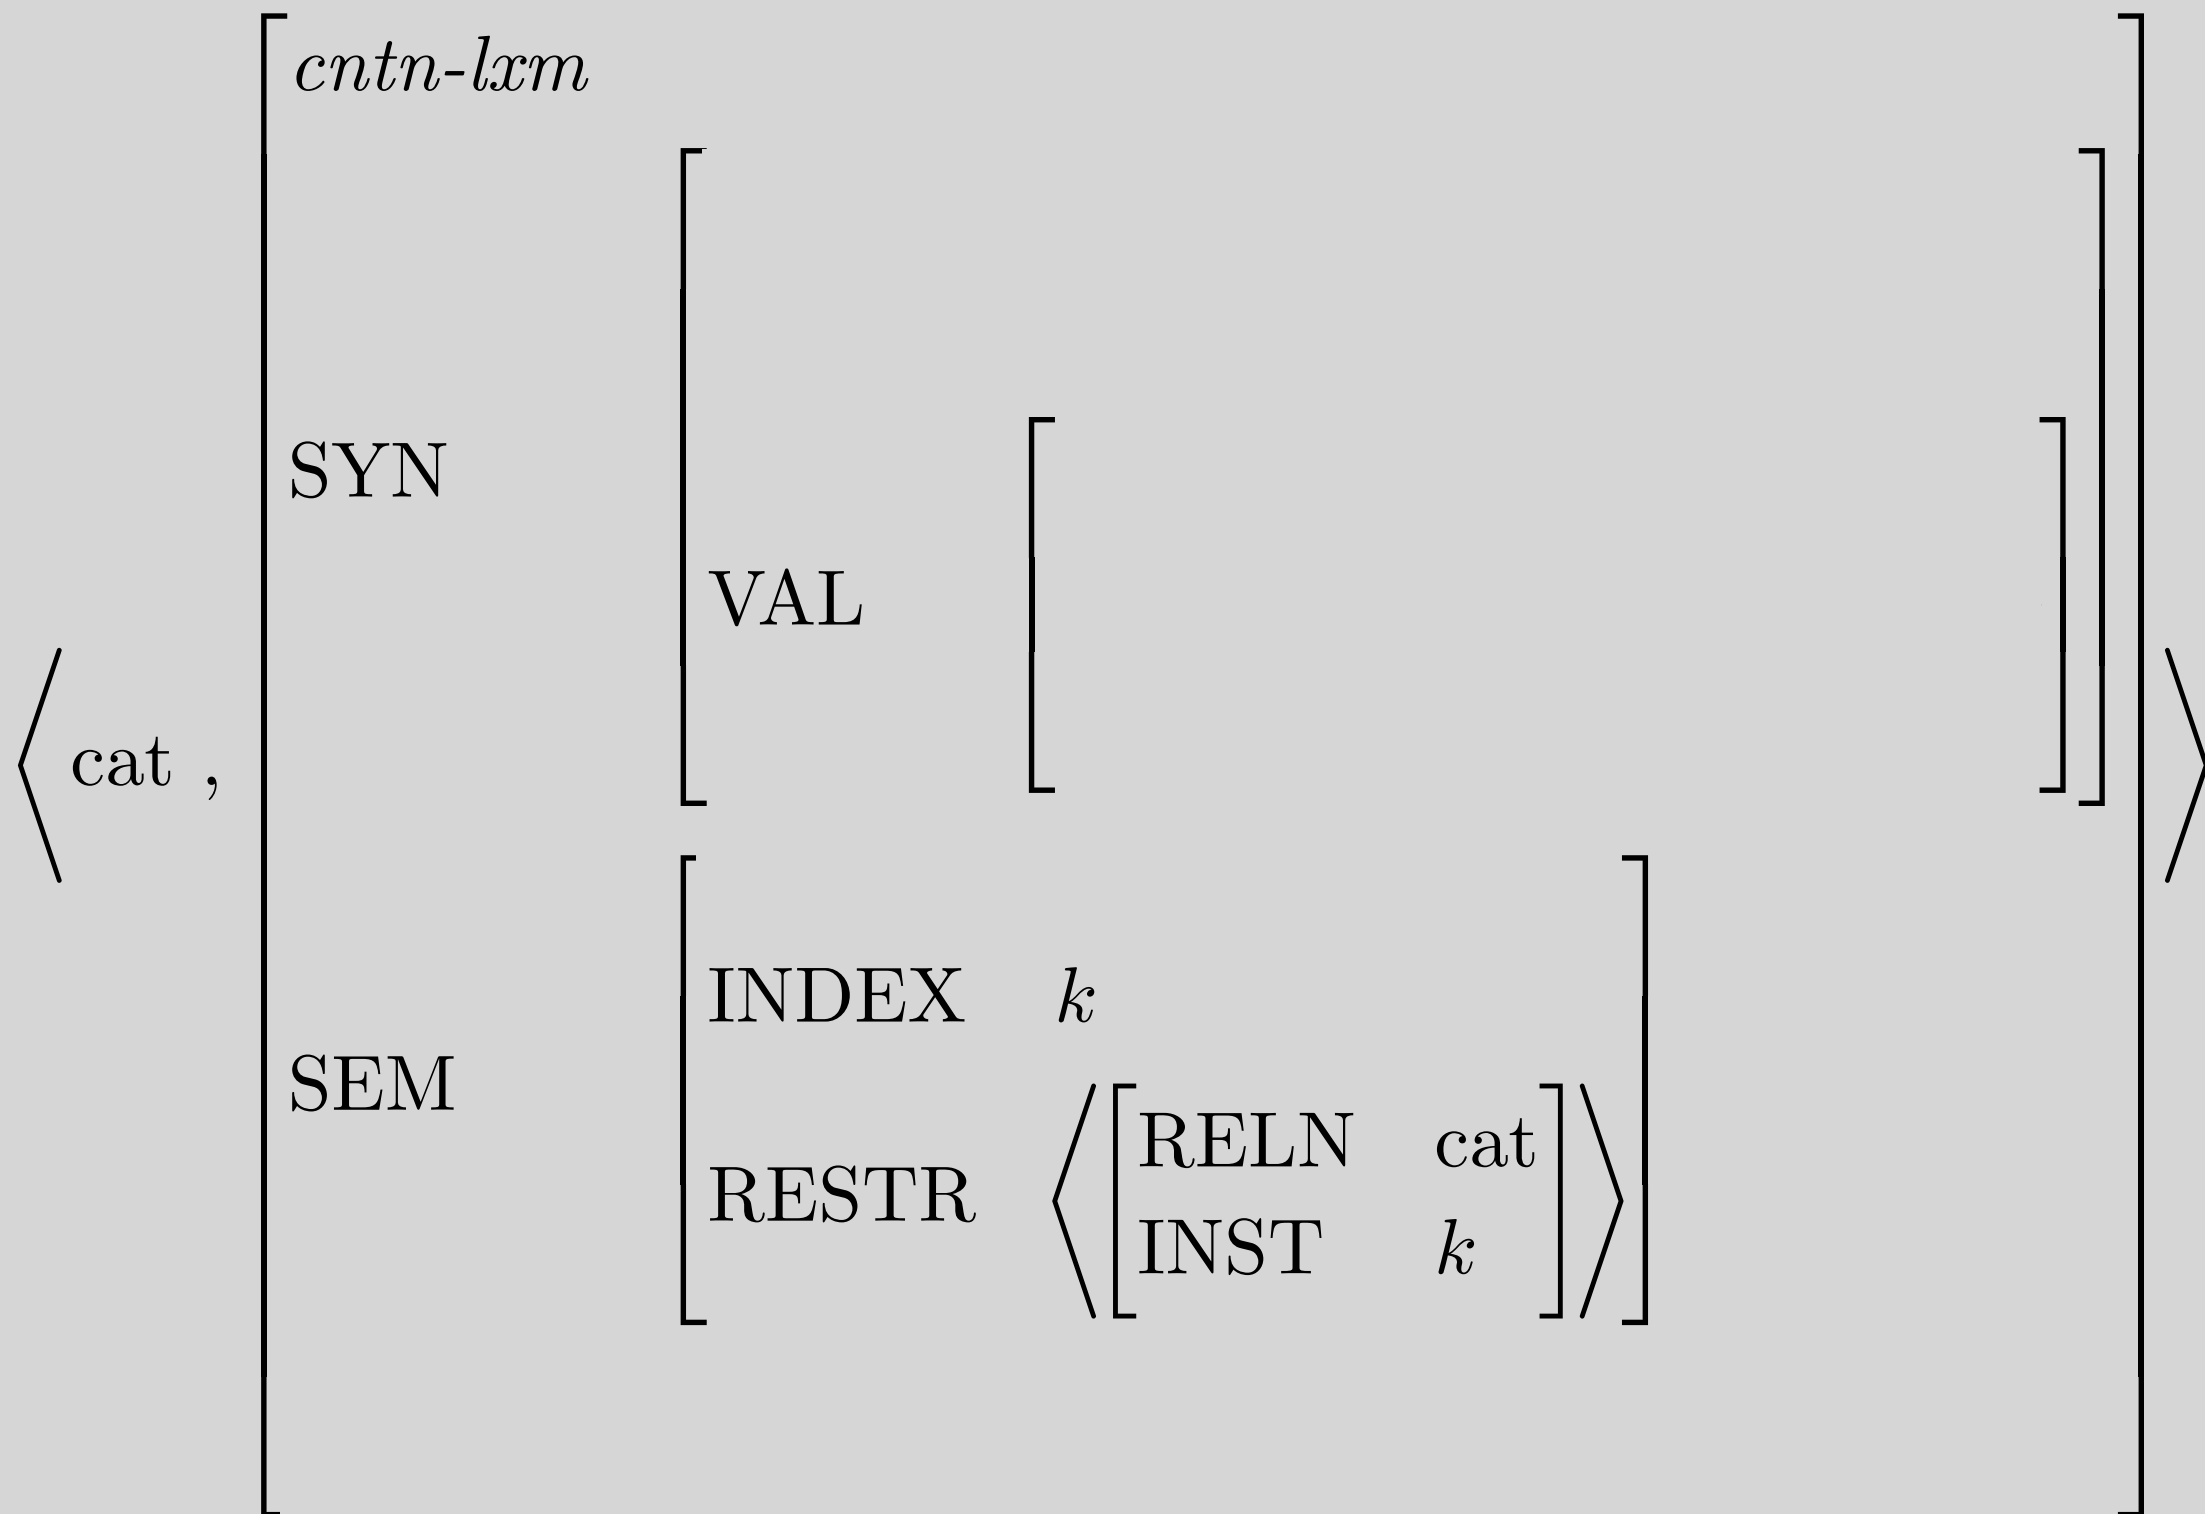 cntn-lxm
SYN
VAL [ ]
⟨ cat ,
⟩
INDEX k
SEM
RELN cat
RESTR ⟨ [ ] ⟩
INST k